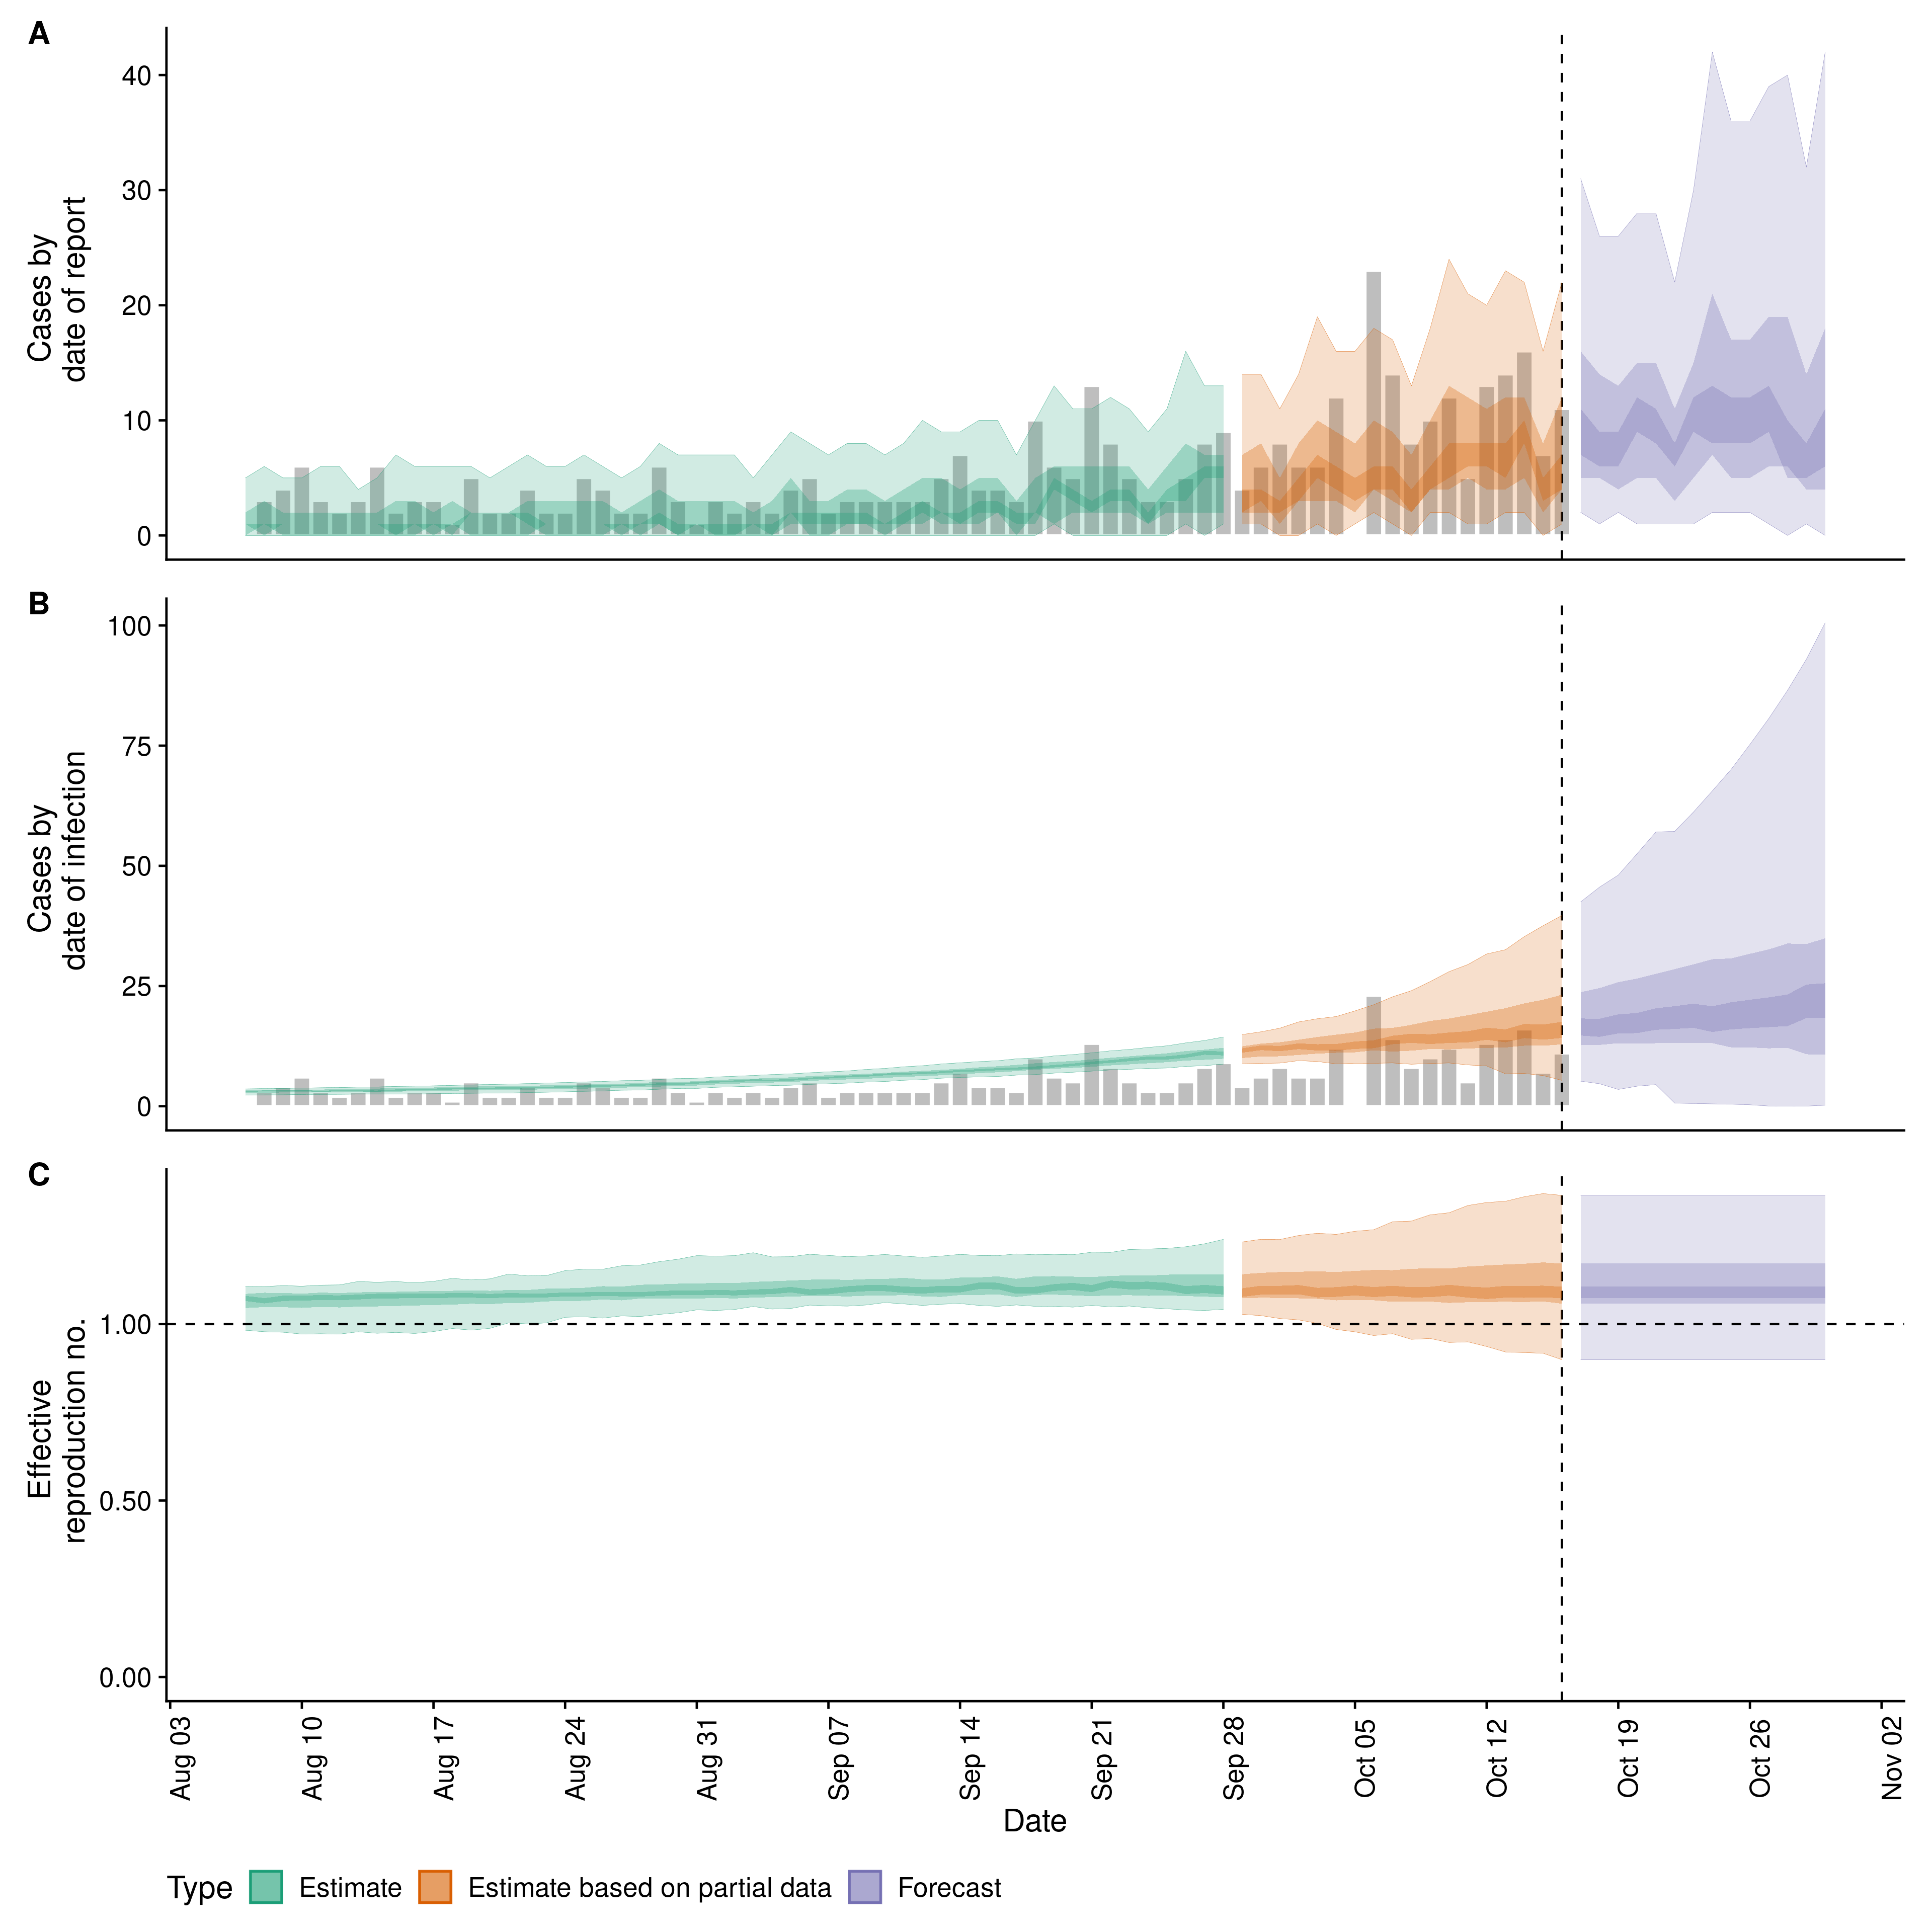 A
Cases by
date of report
40
30
20
10
0
B
Cases by
date of infection
100
75
50
25
0
C
Effective
reproduction no.
1.00
0.50
0.00
Aug 03
Aug 10
Aug 17
Aug 24
Aug 31
Sep 07
Sep 14
Sep 21
Sep 28
Oct 05
Oct 12
Oct 19
Oct 26
Nov 02
Date
Type Estimate Estimate based on partial data Forecast